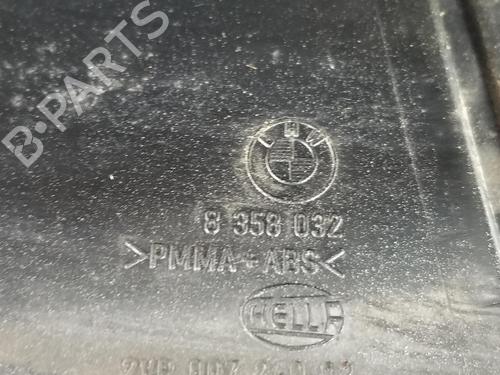 B-PARTS
BMW
8 358 032
>PMMA+ABS<
HELLA